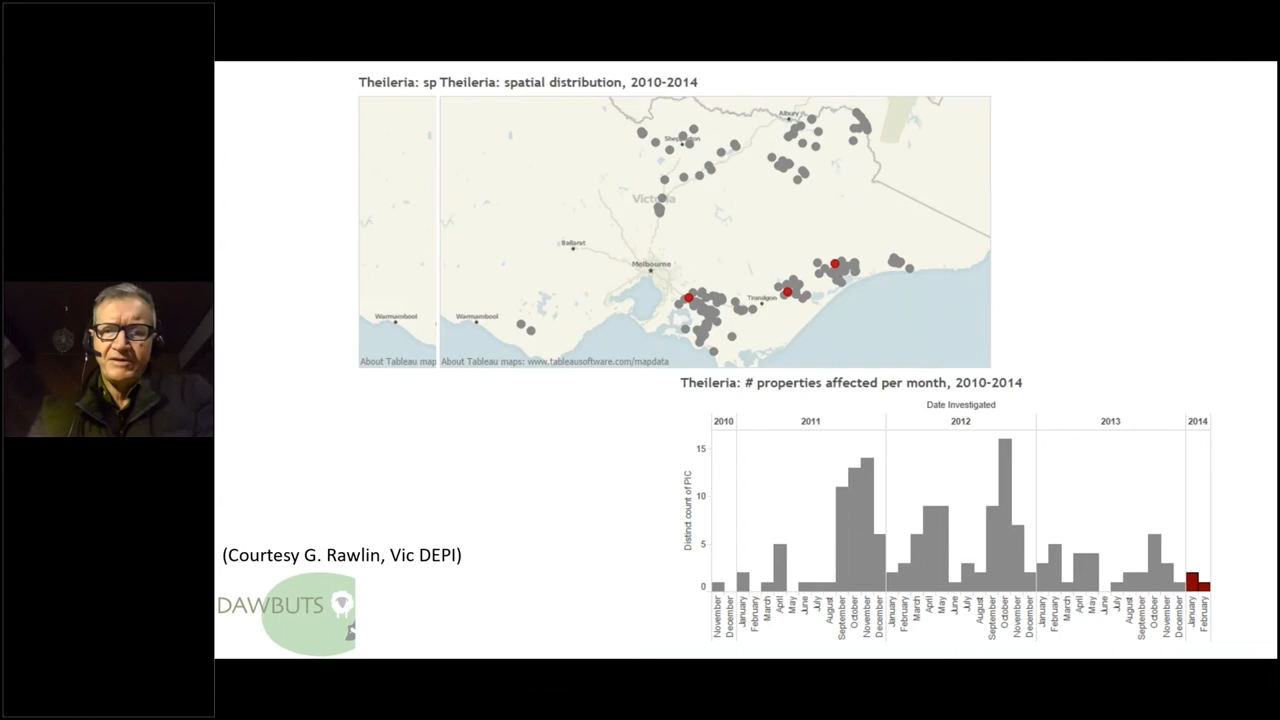 Theileria: sp Theileria: spatial distribution, 2010-2014
Albury
Victoria
Ballarat
Melbourne
Traralgon
Warrnambool
Warrnambool
About Tableau map
About Tableau maps: www.tableausoftware.com/mapdata
Theileria: # properties affected per month, 2010-2014
Date Investigated
2010 2011 2012 2013 2014
Distinct count of PIC
15
10
5
0
November
December
January
February
March
April
May
June
July
August
September
October
November
December
January
February
March
April
May
June
July
August
September
October
November
December
January
February
March
April
May
June
July
August
September
October
November
December
January
February
(Courtesy G. Rawlin, Vic DEPI)
DAWBUTS